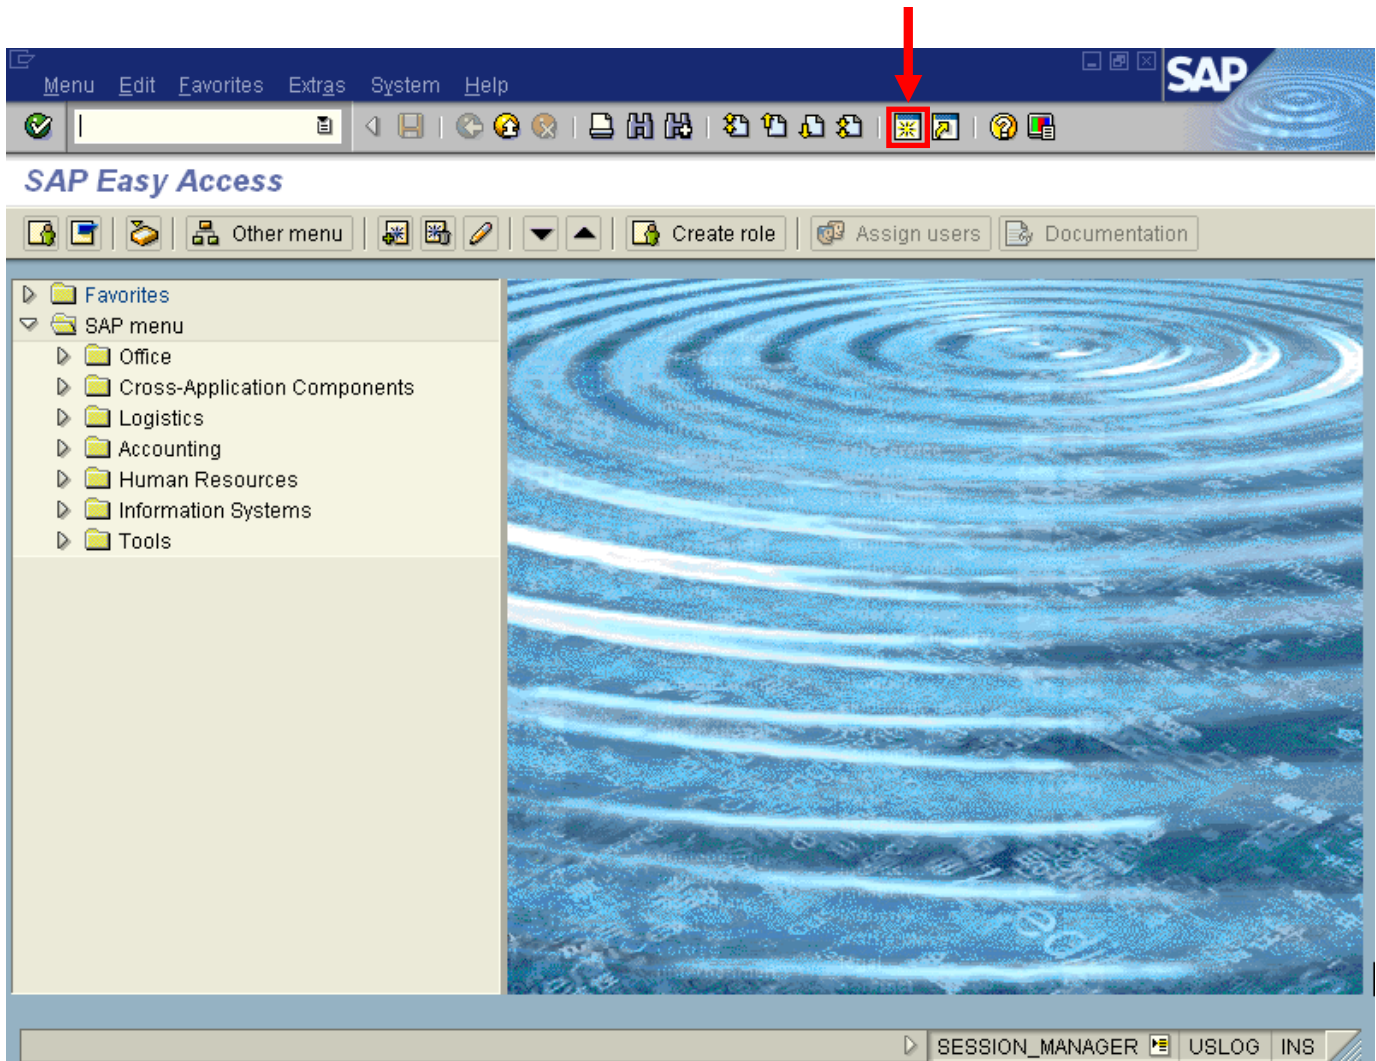 Menu Edit Favorites Extras System Help
SAP
SAP Easy Access
Other menu Create role Assign users Documentation
Favorites
SAP menu
Office
Cross-Application Components
Logistics
Accounting
Human Resources
Information Systems
Tools
SESSION_MANAGER USLOG INS